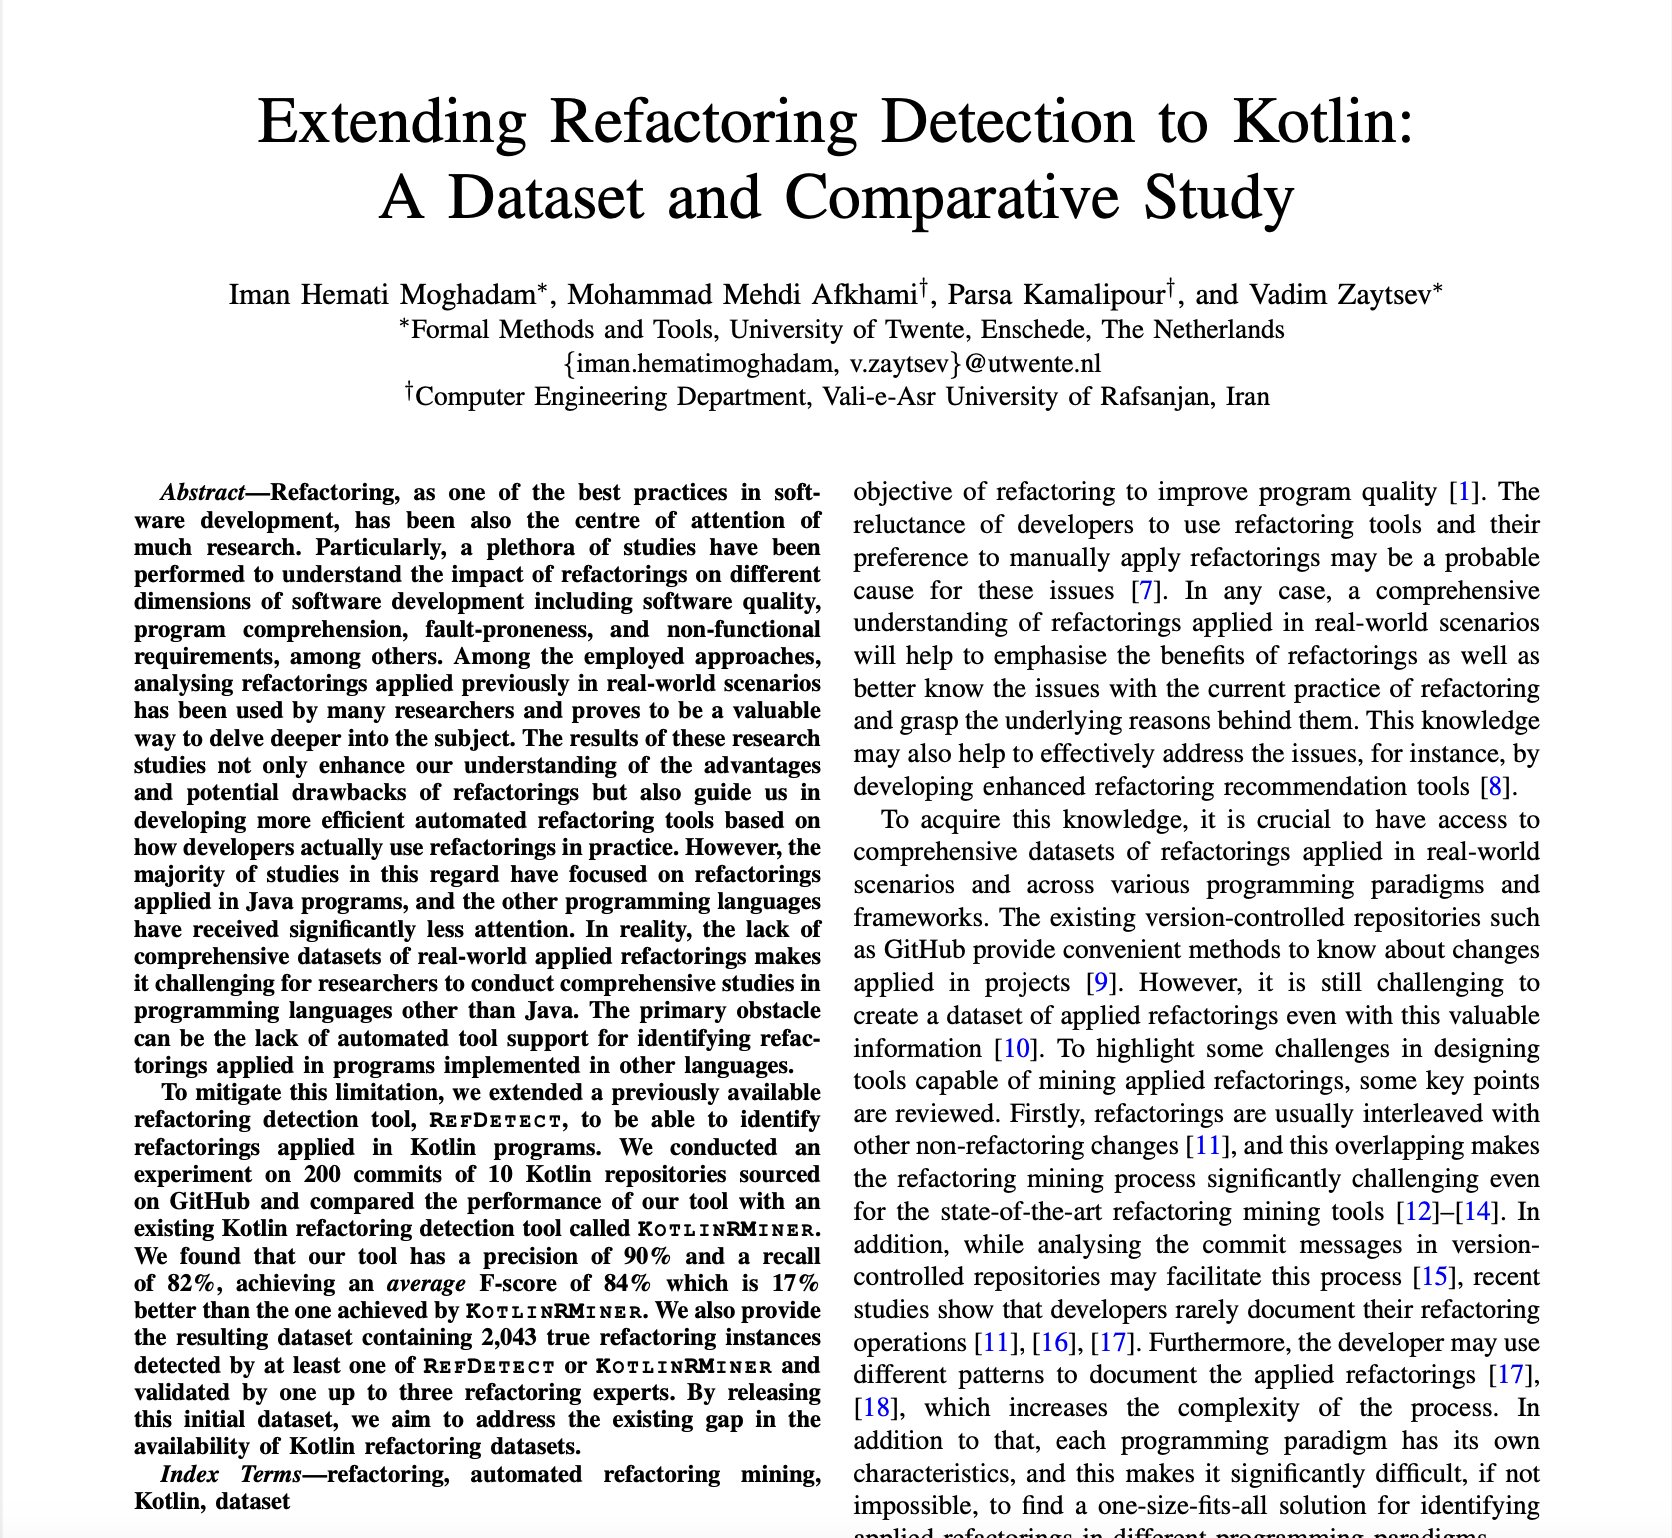 Extending Refactoring Detection to Kotlin:
A Dataset and Comparative Study
Iman Hemati Moghadam*, Mohammad Mehdi Afkhami†, Parsa Kamalipour†, and Vadim Zaytsev*
*Formal Methods and Tools, University of Twente, Enschede, The Netherlands
{iman.hematimoghadam, v.zaytsev}@utwente.nl
†Computer Engineering Department, Vali-e-Asr University of Rafsanjan, Iran
Abstract—Refactoring, as one of the best practices in soft-
ware development, has been also the centre of attention of
much research. Particularly, a plethora of studies have been
performed to understand the impact of refactorings on different
dimensions of software development including software quality,
program comprehension, fault-proneness, and non-functional
requirements, among others. Among the employed approaches,
analysing refactorings applied previously in real-world scenarios
has been used by many researchers and proves to be a valuable
way to delve deeper into the subject. The results of these research
studies not only enhance our understanding of the advantages
and potential drawbacks of refactorings but also guide us in
developing more efficient automated refactoring tools based on
how developers actually use refactorings in practice. However, the
majority of studies in this regard have focused on refactorings
applied in Java programs, and the other programming languages
have received significantly less attention. In reality, the lack of
comprehensive datasets of real-world applied refactorings makes
it challenging for researchers to conduct comprehensive studies in
programming languages other than Java. The primary obstacle
can be the lack of automated tool support for identifying refac-
torings applied in programs implemented in other languages.
To mitigate this limitation, we extended a previously available
refactoring detection tool, REFDETECT, to be able to identify
refactorings applied in Kotlin programs. We conducted an
experiment on 200 commits of 10 Kotlin repositories sourced
on GitHub and compared the performance of our tool with an
existing Kotlin refactoring detection tool called KOTLINRMINER.
We found that our tool has a precision of 90% and a recall
of 82%, achieving an average F-score of 84% which is 17%
better than the one achieved by KOTLINRMINER. We also provide
the resulting dataset containing 2,043 true refactoring instances
detected by at least one of REFDETECT or KOTLINRMINER and
validated by one up to three refactoring experts. By releasing
this initial dataset, we aim to address the existing gap in the
availability of Kotlin refactoring datasets.
Index Terms—refactoring, automated refactoring mining,
Kotlin, dataset
objective of refactoring to improve program quality [1]. The
reluctance of developers to use refactoring tools and their
preference to manually apply refactorings may be a probable
cause for these issues [7]. In any case, a comprehensive
understanding of refactorings applied in real-world scenarios
will help to emphasise the benefits of refactorings as well as
better know the issues with the current practice of refactoring
and grasp the underlying reasons behind them. This knowledge
may also help to effectively address the issues, for instance, by
developing enhanced refactoring recommendation tools [8].
To acquire this knowledge, it is crucial to have access to
comprehensive datasets of refactorings applied in real-world
scenarios and across various programming paradigms and
frameworks. The existing version-controlled repositories such
as GitHub provide convenient methods to know about changes
applied in projects [9]. However, it is still challenging to
create a dataset of applied refactorings even with this valuable
information [10]. To highlight some challenges in designing
tools capable of mining applied refactorings, some key points
are reviewed. Firstly, refactorings are usually interleaved with
other non-refactoring changes [11], and this overlapping makes
the refactoring mining process significantly challenging even
for the state-of-the-art refactoring mining tools [12]–[14]. In
addition, while analysing the commit messages in version-
controlled repositories may facilitate this process [15], recent
studies show that developers rarely document their refactoring
operations [11], [16], [17]. Furthermore, the developer may use
different patterns to document the applied refactorings [17],
[18], which increases the complexity of the process. In
addition to that, each programming paradigm has its own
characteristics, and this makes it significantly difficult, if not
impossible, to find a one-size-fits-all solution for identifying
applied refactorings in different programming paradigms.